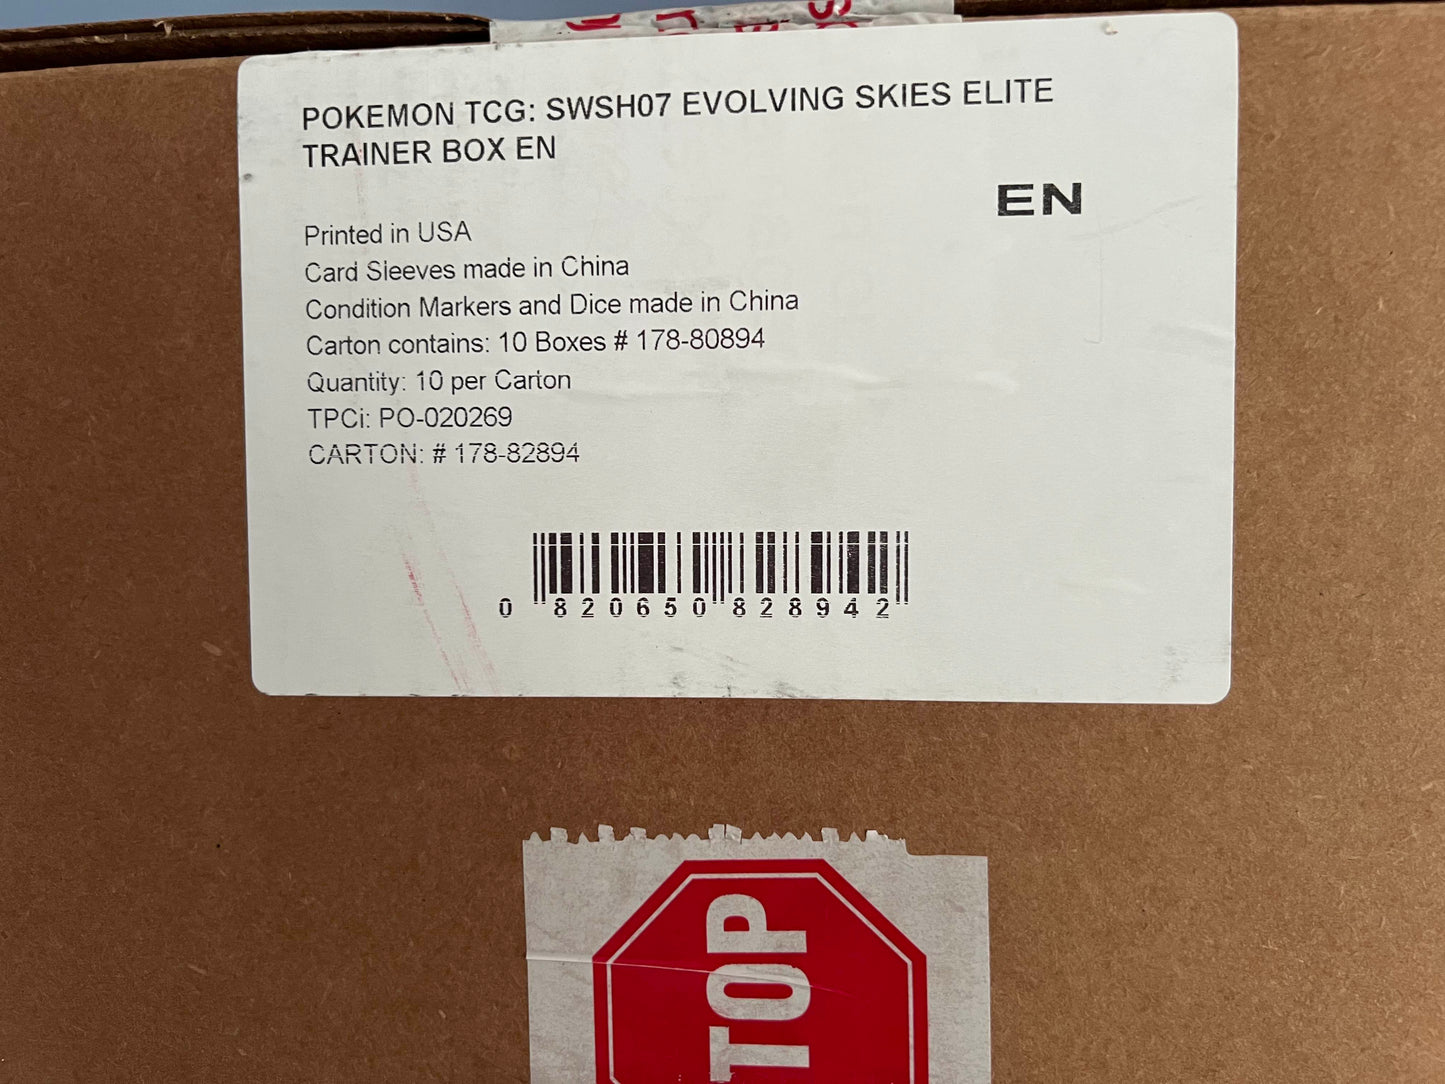 POKEMON TCG: SWSH07 EVOLVING SKIES ELITE
TRAINER BOX EN
EN
Printed in USA
Card Sleeves made in China
Condition Markers and Dice made in China
Carton contains: 10 Boxes # 178-80894
Quantity: 10 per Carton
TPCi: PO-020269
CARTON: # 178-82894
0 820650 828942
STOP